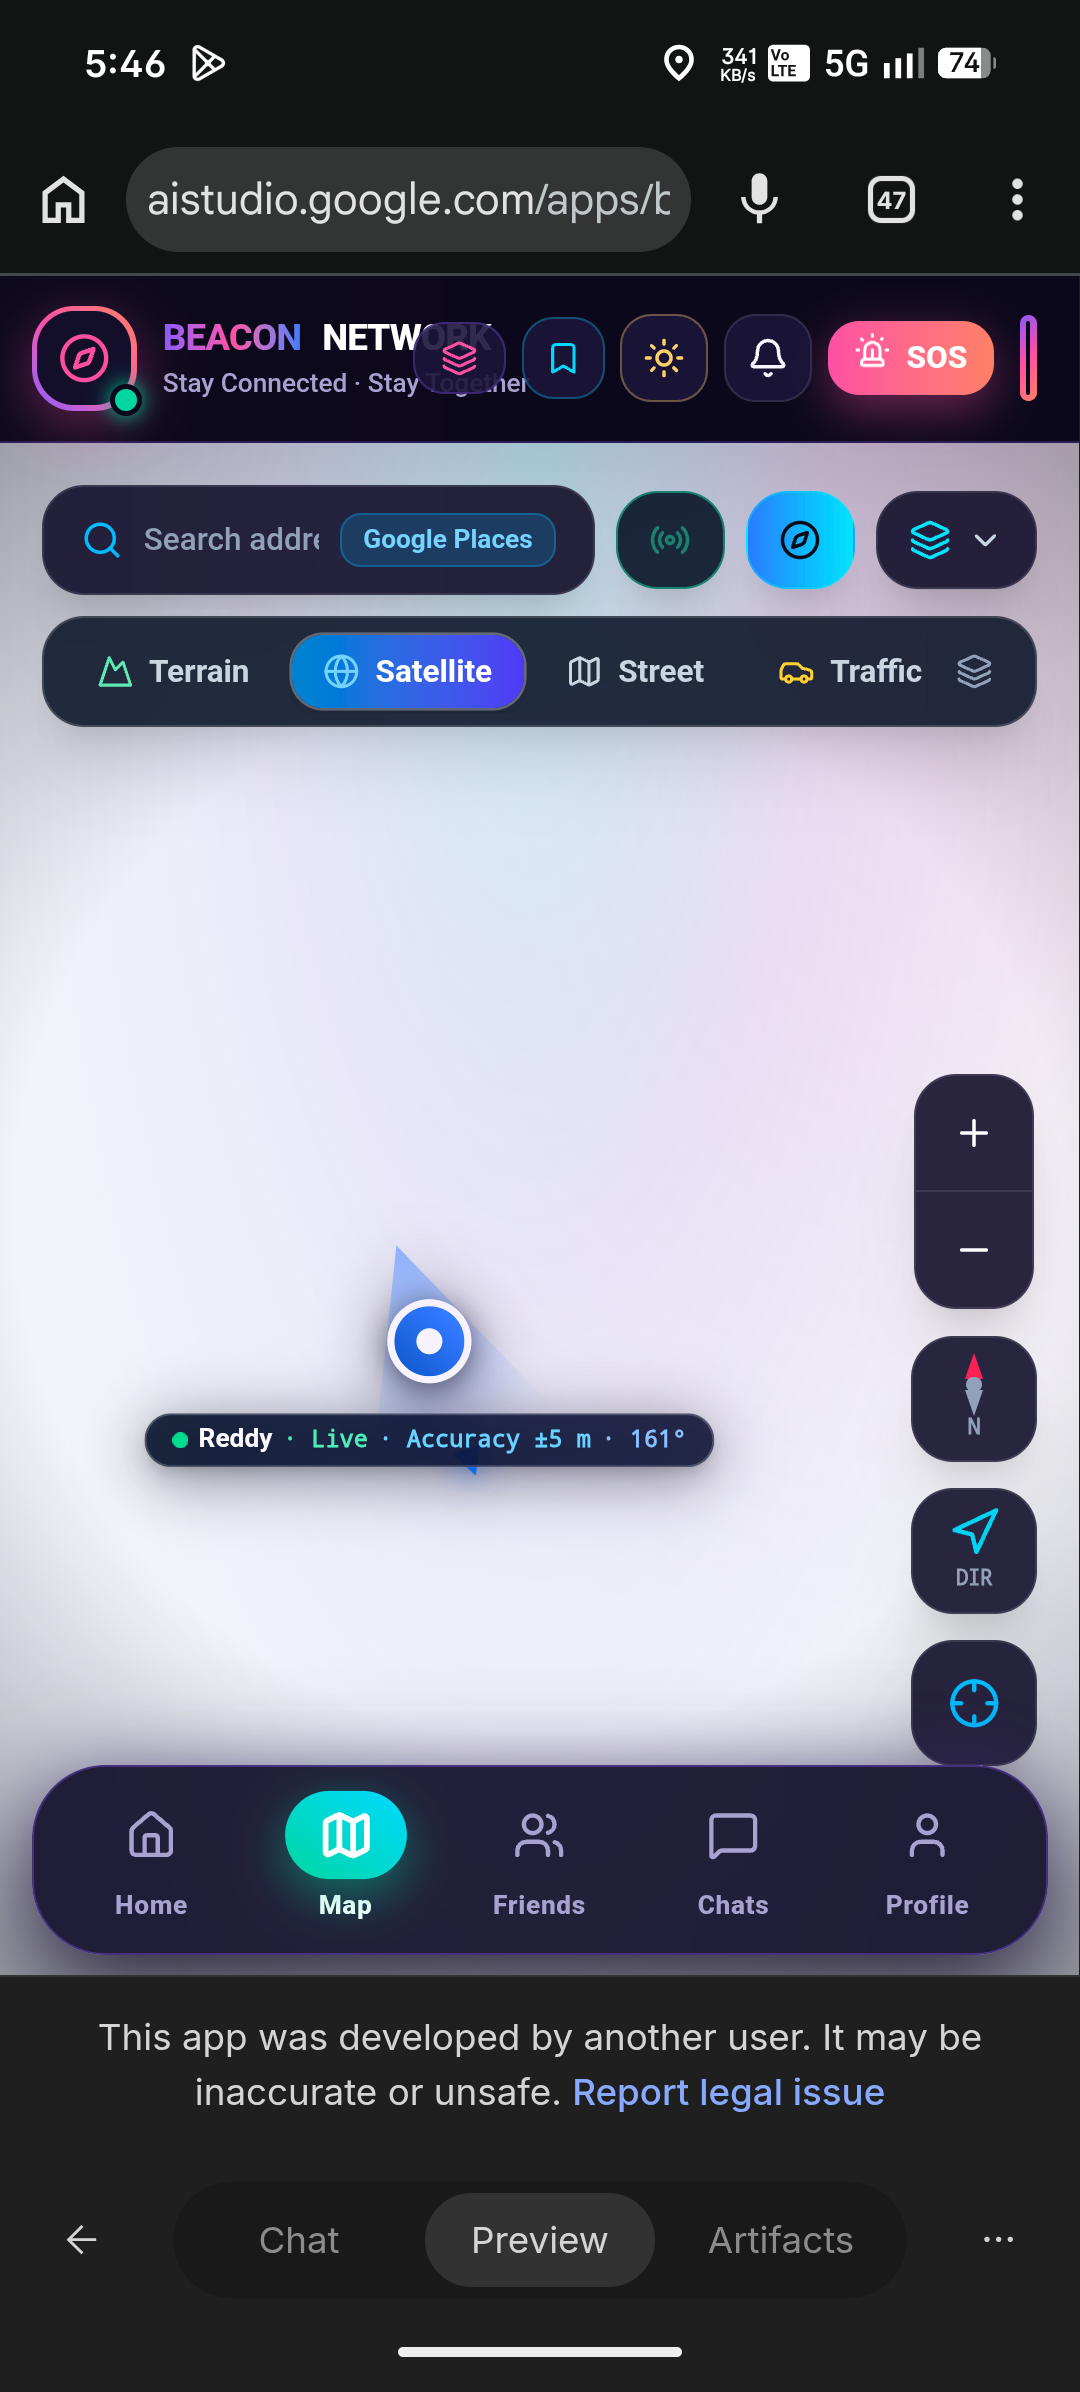 5:46
341 KB/s Vo LTE 5G 74
aistudio.google.com/apps/b
47
BEACON NETWORK
Stay Connected · Stay Together
SOS
Search addre
Google Places
Terrain Satellite Street Traffic
N
DIR
Reddy · Live · Accuracy ±5 m · 161°
Home Map Friends Chats Profile
This app was developed by another user. It may be
inaccurate or unsafe. Report legal issue
Chat Preview Artifacts